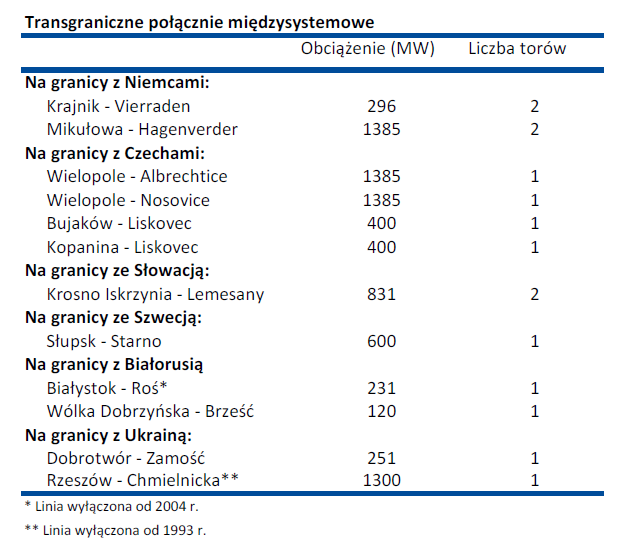 Transgraniczne połącznie międzysystemowe
Obciążenie (MW) Liczba torów
Na granicy z Niemcami:
Krajnik - Vierraden 296 2
Mikułowa - Hagenverder 1385 2
Na granicy z Czechami:
Wielopole - Albrechtice 1385 1
Wielopole - Nosovice 1385 1
Bujaków - Liskovec 400 1
Kopanina - Liskovec 400 1
Na granicy ze Słowacją:
Krosno Iskrzynia - Lemesany 831 2
Na granicy ze Szwecją:
Słupsk - Starno 600 1
Na granicy z Białorusią
Białystok - Roś* 231 1
Wólka Dobrzyńska - Brześć 120 1
Na granicy z Ukrainą:
Dobrotwór - Zamość 251 1
Rzeszów - Chmielnicka** 1300 1
* Linia wyłączona od 2004 r.
** Linia wyłączona od 1993 r.